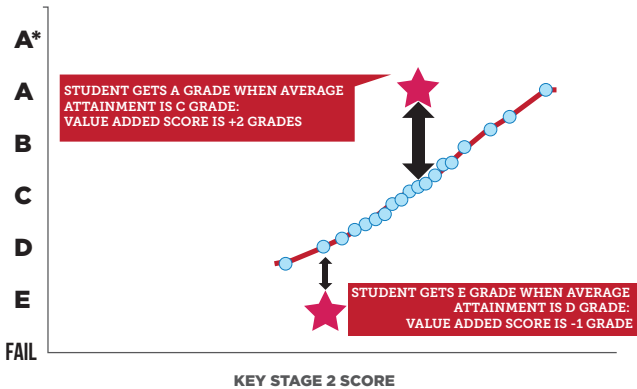 A*
A
B
C
D
E
FAIL
STUDENT GETS A GRADE WHEN AVERAGE
ATTAINMENT IS C GRADE:
VALUE ADDED SCORE IS +2 GRADES
STUDENT GETS E GRADE WHEN AVERAGE
ATTAINMENT IS D GRADE:
VALUE ADDED SCORE IS -1 GRADE
KEY STAGE 2 SCORE